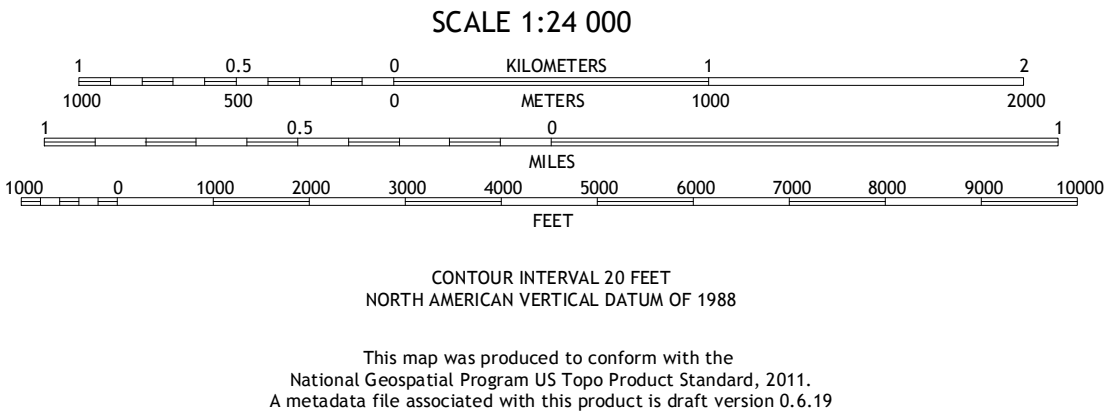 SCALE 1:24 000
1 0.5 0 KILOMETERS 1 2
1000 500 0 METERS 1000 2000
1 0.5 0 1
MILES
1000 0 1000 2000 3000 4000 5000 6000 7000 8000 9000 10000
FEET
CONTOUR INTERVAL 20 FEET
NORTH AMERICAN VERTICAL DATUM OF 1988
This map was produced to conform with the
National Geospatial Program US Topo Product Standard, 2011.
A metadata file associated with this product is draft version 0.6.19